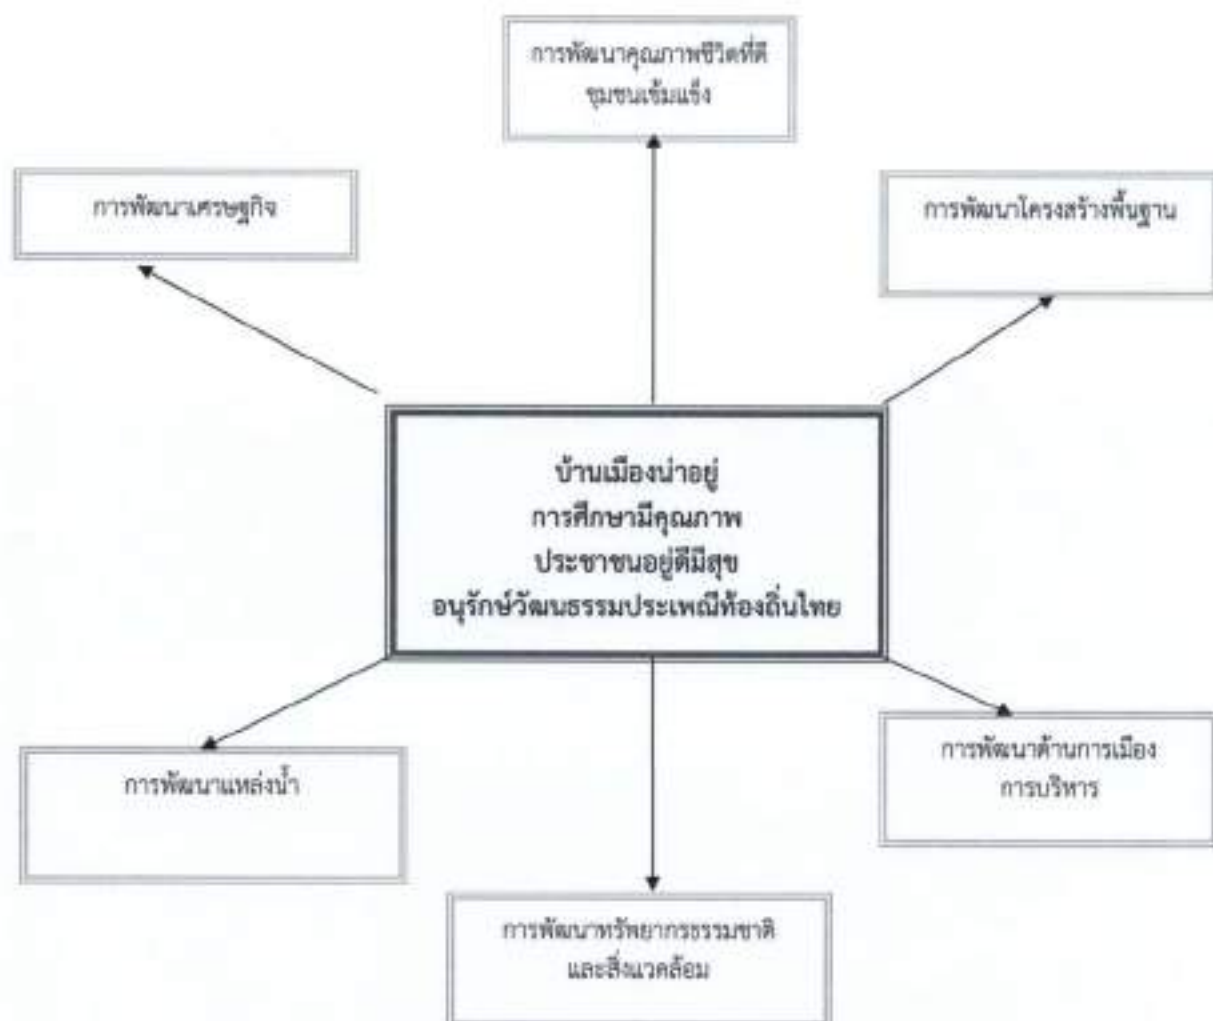 การพัฒนาคุณภาพชีวิตที่ดี
ชุมชนเข้มแข็ง
การพัฒนาเศรษฐกิจ
การพัฒนาโครงสร้างพื้นฐาน
บ้านเมืองน่าอยู่
การศึกษามีคุณภาพ
ประชาชนอยู่ดีมีสุข
อนุรักษ์วัฒนธรรมประเพณีท้องถิ่นไทย
การพัฒนาแหล่งน้ำ
การพัฒนาด้านการเมือง
การบริหาร
การพัฒนาทรัพยากรธรรมชาติ
และสิ่งแวดล้อม